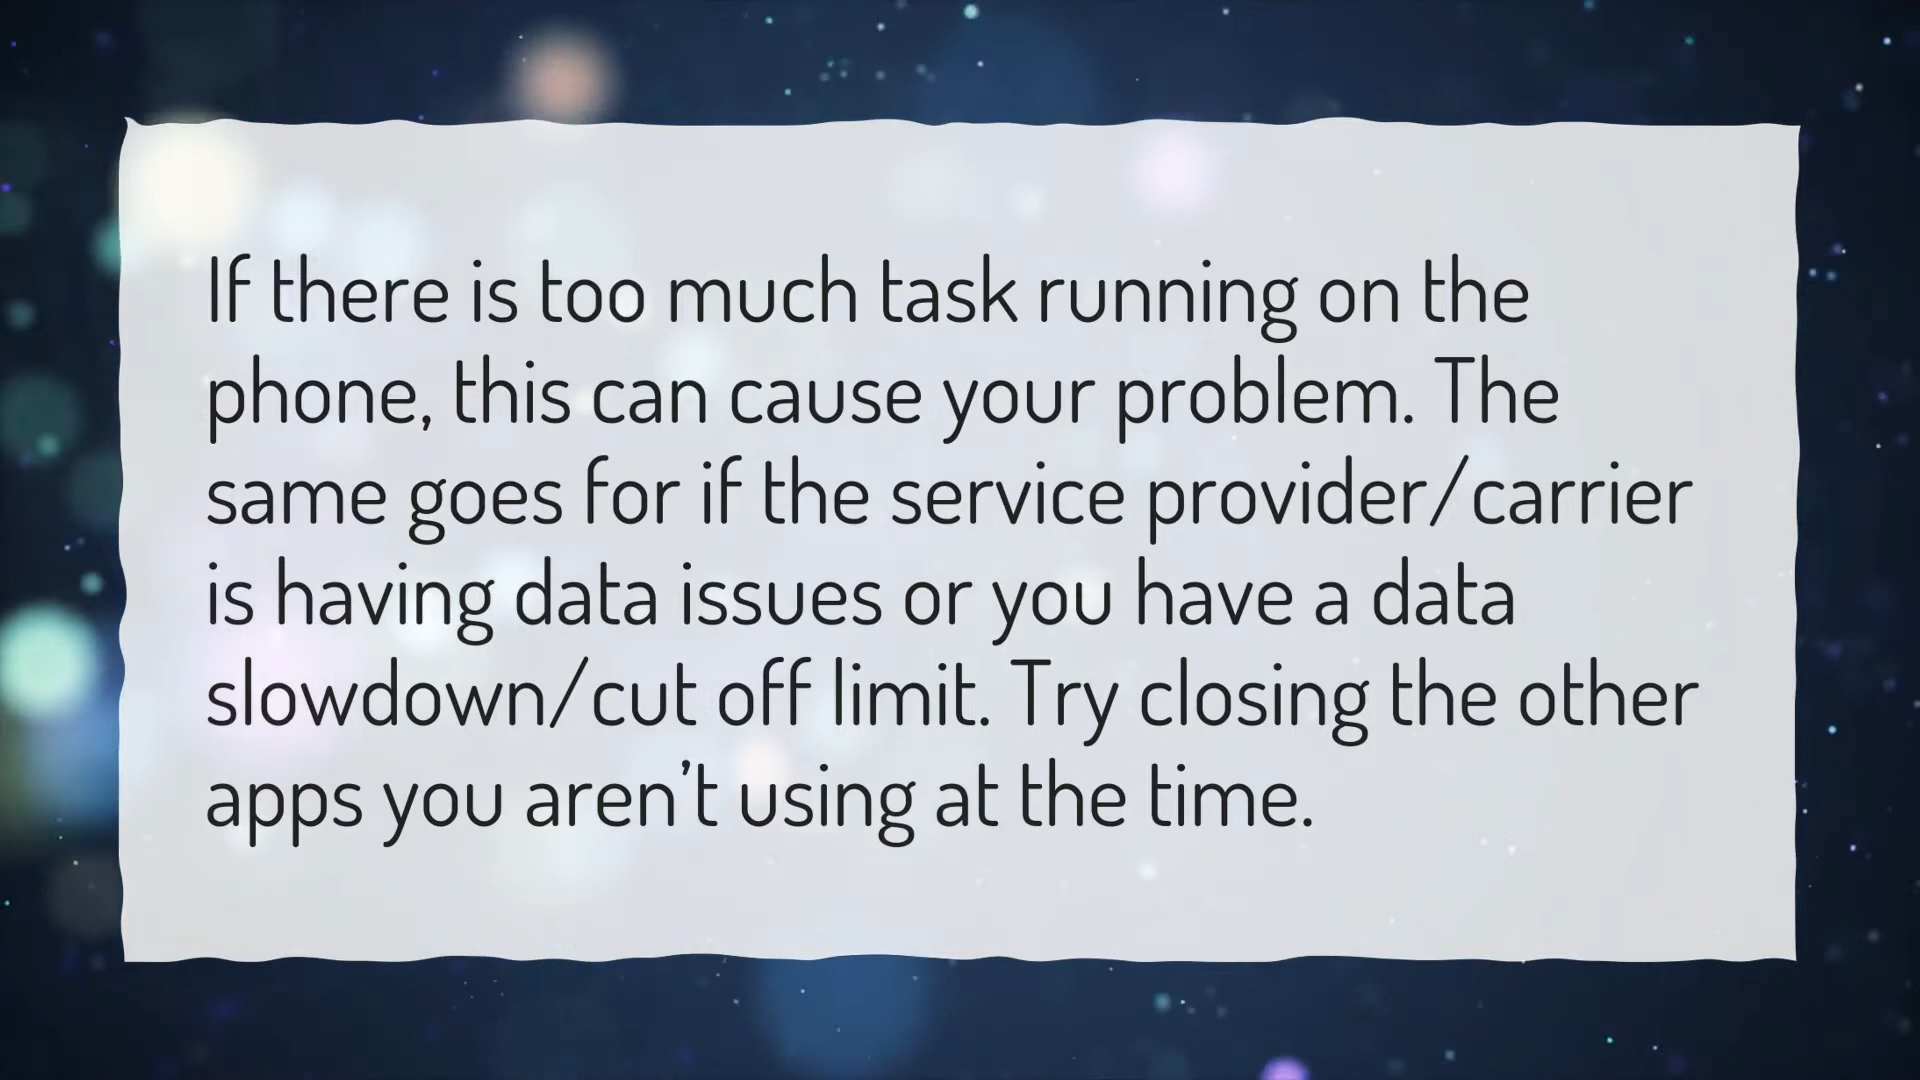 If there is too much task running on the
phone, this can cause your problem. The
same goes for if the service provider/carrier
is having data issues or you have a data
slowdown/cut off limit. Try closing the other
apps you aren't using at the time.